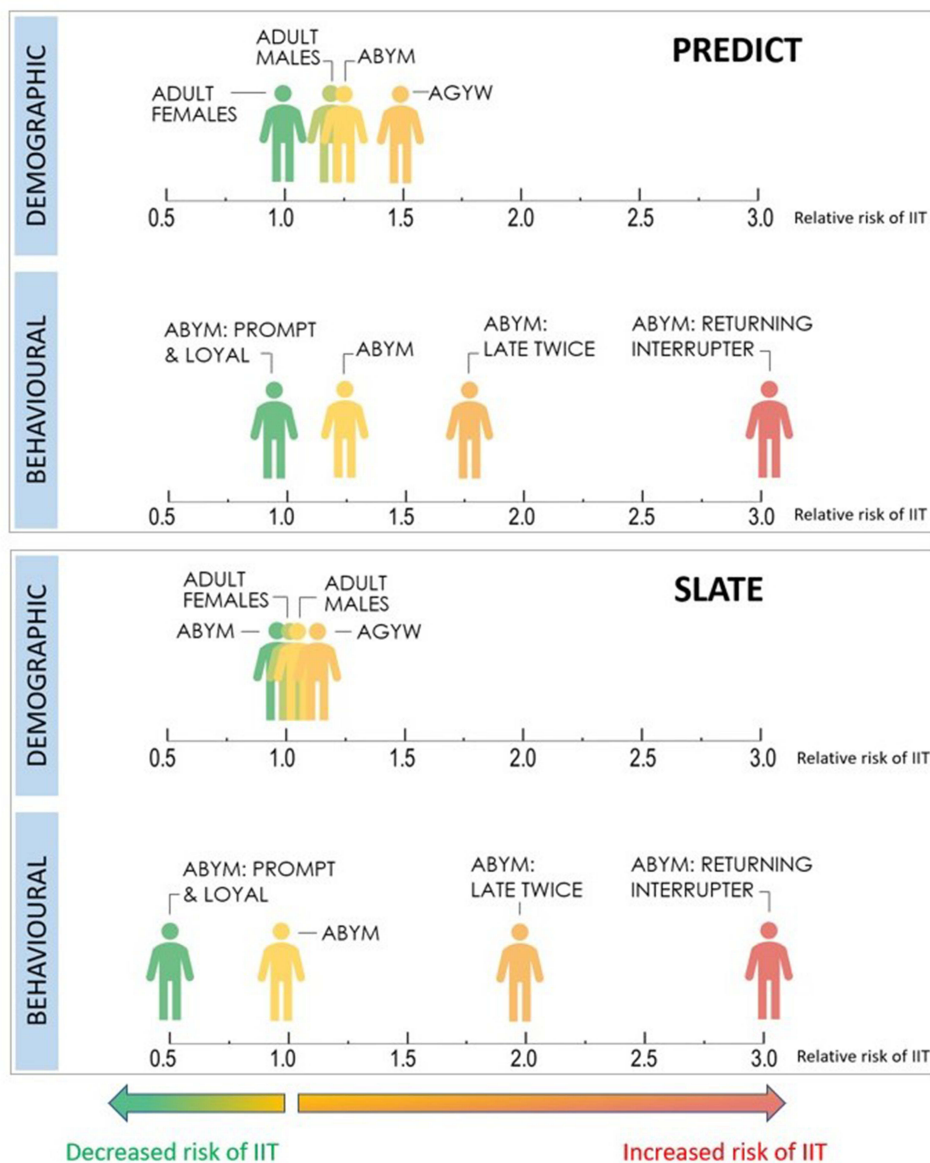 DEMOGRAPHIC
PREDICT
ADULT
MALES
ABYM
ADULT
FEMALES
AGYW
0.5 1.0 1.5 2.0 2.5 3.0 Relative risk of IIT
BEHAVIOURAL
ABYM: PROMPT
& LOYAL
ABYM
ABYM:
LATE TWICE
ABYM: RETURNING
INTERRUPTER
0.5 1.0 1.5 2.0 2.5 3.0 Relative risk of IIT
DEMOGRAPHIC
SLATE
ADULT
FEMALES
ADULT
MALES
ABYM
AGYW
0.5 1.0 1.5 2.0 2.5 3.0 Relative risk of IIT
BEHAVIOURAL
ABYM: PROMPT
& LOYAL
ABYM
ABYM:
LATE TWICE
ABYM: RETURNING
INTERRUPTER
0.5 1.0 1.5 2.0 2.5 3.0 Relative risk of IIT
Decreased risk of IIT
Increased risk of IIT